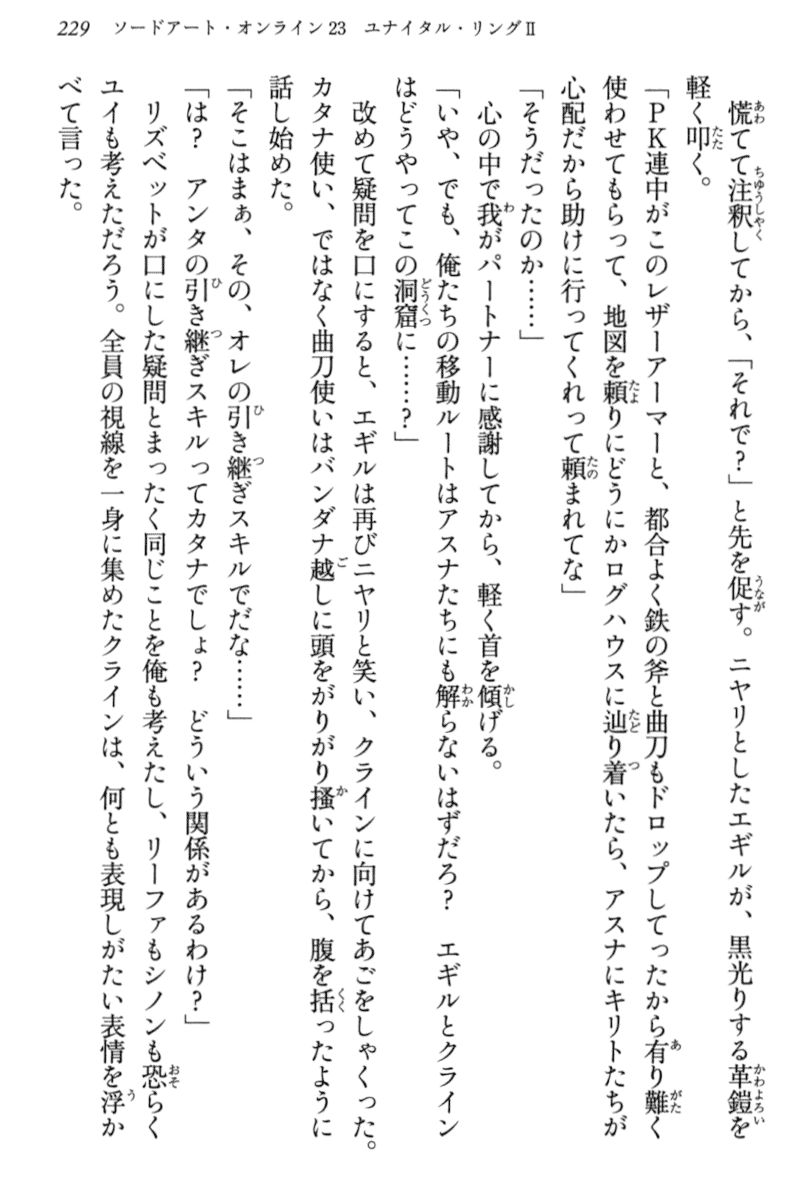 229　ソードアート・オンライン23　ユナイタル・リングⅡ
　慌てて注釈してから、「それで？」と先を促す。ニヤリとしたエギルが、黒光りする革鎧を
軽く叩く。
「ＰＫ連中がこのレザーアーマーと、都合よく鉄の斧と曲刀もドロップしてったから有り難く
使わせてもらって、地図を頼りにどうにかログハウスに辿り着いたら、アスナにキリトたちが
心配だから助けに行ってくれって頼まれてな」
「そうだったのか……」
　心の中で我がパートナーに感謝してから、軽く首を傾げる。
「いや、でも、俺たちの移動ルートはアスナたちにも解らないはずだろ？　エギルとクライン
はどうやってこの洞窟に……？」
　改めて疑問を口にすると、エギルは再びニヤリと笑い、クラインに向けてあごをしゃくった。
カタナ使い、ではなく曲刀使いはバンダナ越しに頭をがりがり掻いてから、腹を括ったように
話し始めた。
「そこはまぁ、その、オレの引き継ぎスキルでだな……」
「は？　アンタの引き継ぎスキルってカタナでしょ？　どういう関係があるわけ？」
　リズベットが口にした疑問とまったく同じことを俺も考えたし、リーファもシノンも恐らく
ユイも考えただろう。全員の視線を一身に集めたクラインは、何とも表現しがたい表情を浮か
べて言った。